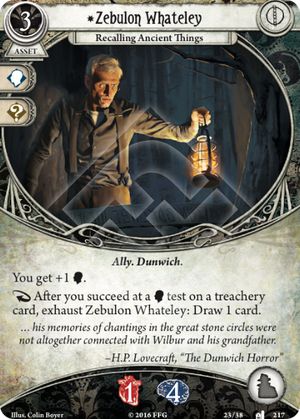 3
*Zebulon Whateley
ASSET
Recalling Ancient Things
Ally. Dunwich.
You get +1 .
After you succeed at a test on a treachery
card, exhaust Zebulon Whateley: Draw 1 card.
... his memories of chantings in the great stone circles were
not altogether connected with Wilbur and his grandfather.
–H.P. Lovecraft, “The Dunwich Horror”
1
4
Illus. Colin Boyer
© 2016 FFG
23/38
217